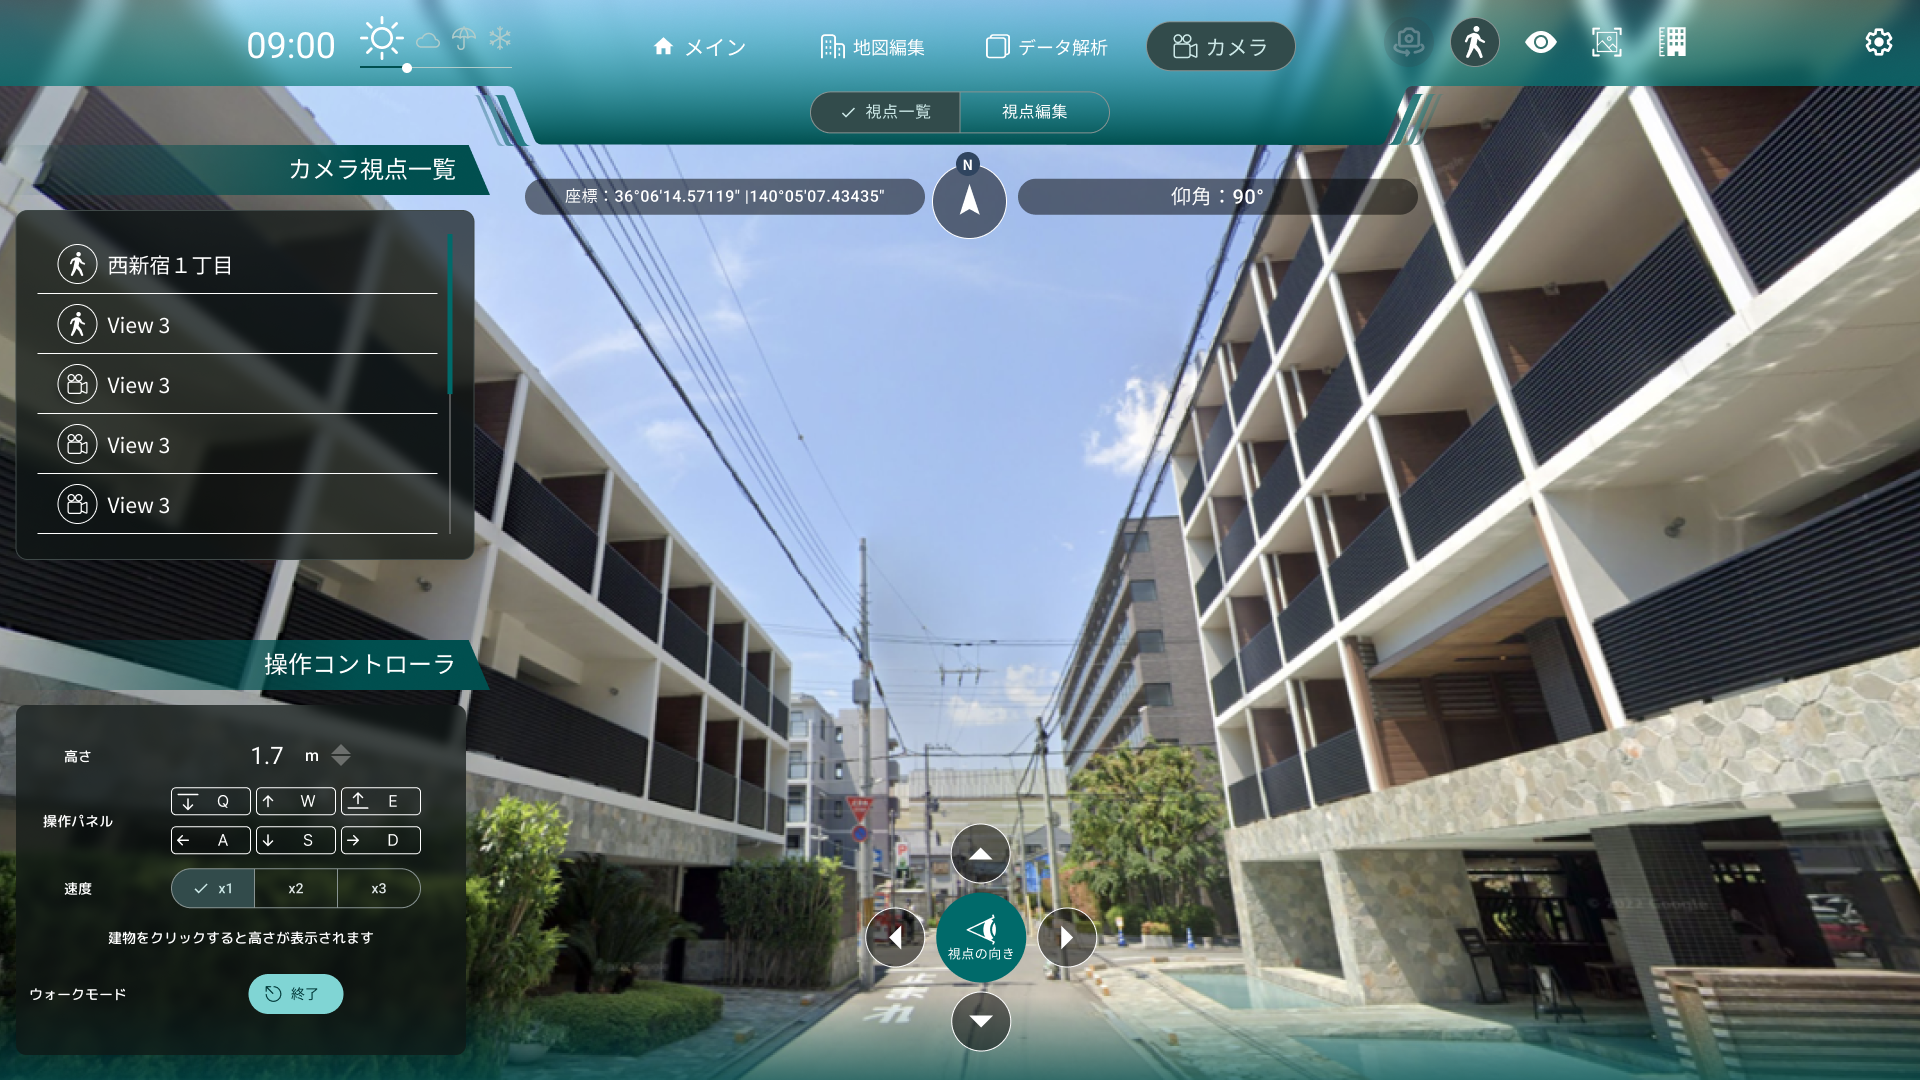 09:00
メイン
地図編集
データ解析
カメラ
視点一覧
視点編集
カメラ視点一覧
N
座標：36°06'14.57119" |140°05'07.43435"
仰角：90°
西新宿１丁目
View 3
View 3
View 3
View 3
操作コントローラ
高さ
1.7 m
操作パネル
Q W E
A S D
速度
x1 x2 x3
建物をクリックすると高さが表示されます
ウォークモード
終了
視点の向き
P